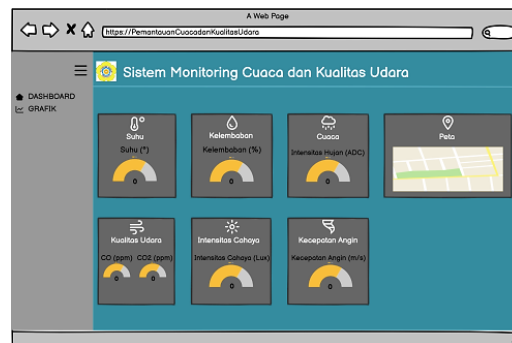 A Web Page
https://PemantauanCuacadanKualitasUdara
Sistem Monitoring Cuaca dan Kualitas Udara
DASHBOARD
GRAFIK
Suhu
Suhu (°)
0
Kelembaban
Kelembaban (%)
0
Cuaca
Intensitas Hujan (ADC)
0
Peta
Kualitas Udara
CO (ppm) CO2 (ppm)
0 0
Intensitas Cahaya
Intensitas Cahaya (Lux)
0
Kecepatan Angin
Kecepatan Angin (m/s)
0